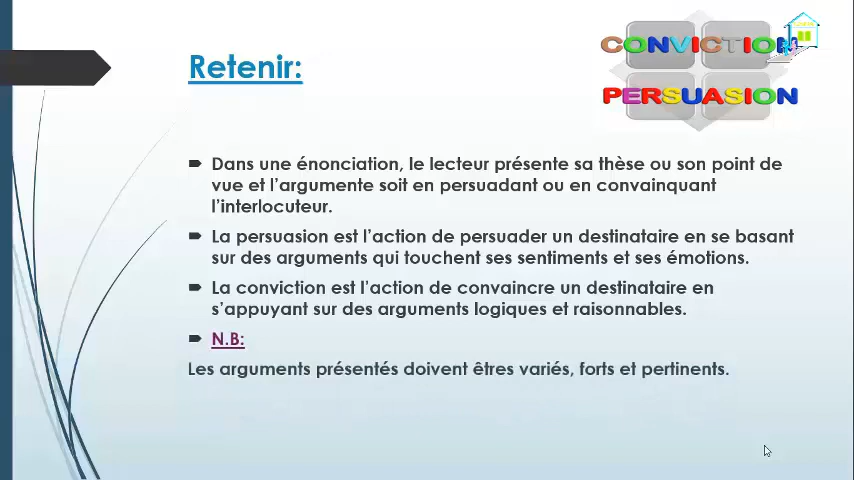 Retenir:
CONVICTION
PERSUASION
Dans une énonciation, le lecteur présente sa thèse ou son point de
vue et l'argumente soit en persuadant ou en convainquant
l'interlocuteur.
La persuasion est l'action de persuader un destinataire en se basant
sur des arguments qui touchent ses sentiments et ses émotions.
La conviction est l'action de convaincre un destinataire en
s'appuyant sur des arguments logiques et raisonnables.
N.B:
Les arguments présentés doivent êtres variés, forts et pertinents.